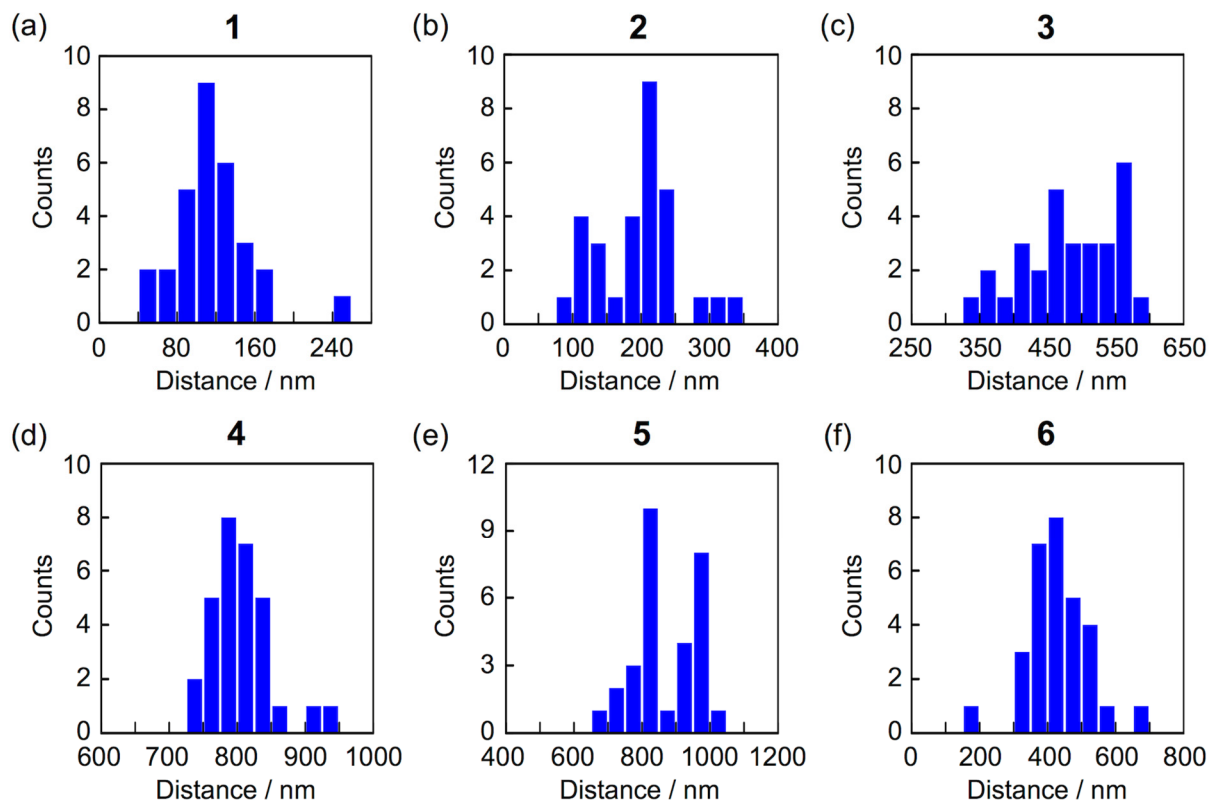 (a) 1
(b) 2
(c) 3
10
8
6
4
2
0
Counts
0 80 160 240
Distance / nm
10
8
6
4
2
0
Counts
0 100 200 300 400
Distance / nm
10
8
6
4
2
0
Counts
250 350 450 550 650
Distance / nm
(d) 4
(e) 5
(f) 6
10
8
6
4
2
0
Counts
600 700 800 900 1000
Distance / nm
12
9
6
3
0
Counts
400 600 800 1000 1200
Distance / nm
10
8
6
4
2
0
Counts
0 200 400 600 800
Distance / nm